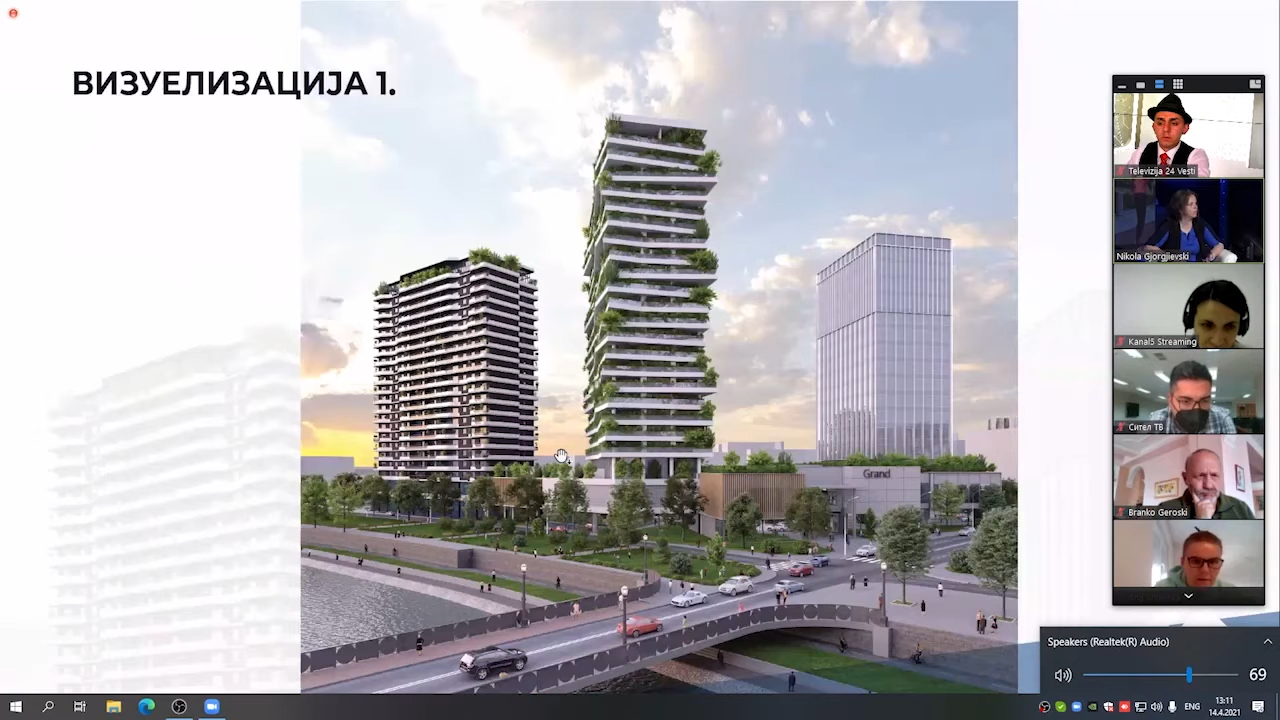 ВИЗУЕЛИЗАЦИЈА 1.
Grand
Televizija 24 Vesti
Nikola Gjorgjievski
Kanal5 Streaming
Сител ТВ
Branko Geroski
Speakers (Realtek(R) Audio)
69
ENG
13:11
14.4.2021